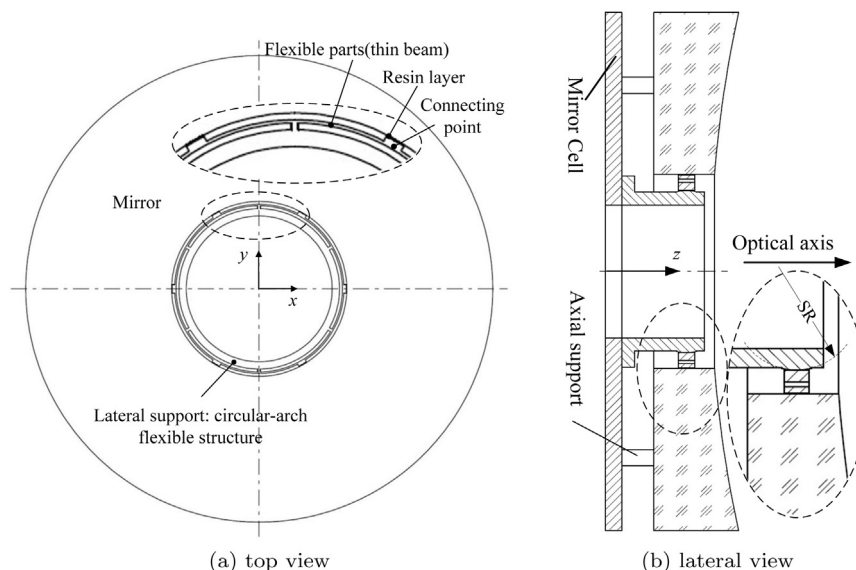 Flexible parts(thin beam)
Resin layer
Connecting
point
Mirror
y
x
Lateral support: circular-arch
flexible structure
(a) top view
Mirror Cell
Axial support
z
Optical axis
SR
(b) lateral view